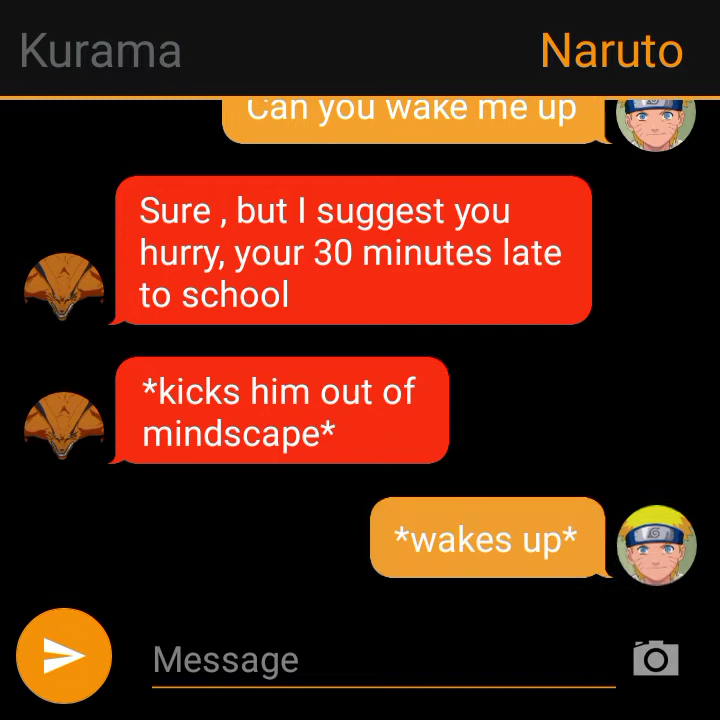 Kurama
Naruto
Can you wake me up
Sure , but I suggest you
hurry, your 30 minutes late
to school
*kicks him out of
mindscape*
*wakes up*
Message